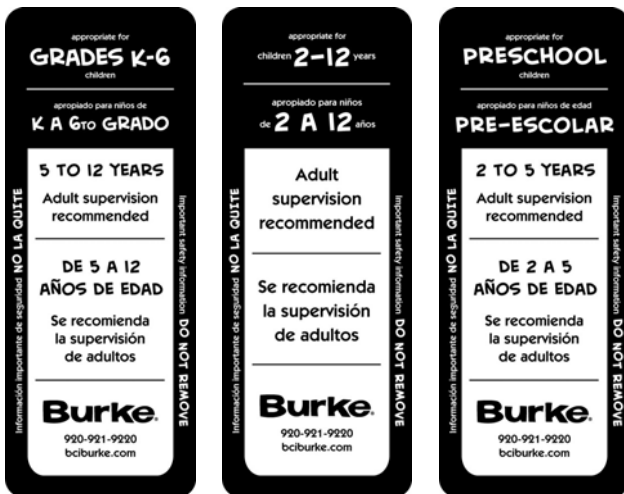 appropriate for
GRADES K-6
children
apropiado para niños de
K A 6TO GRADO
5 TO 12 YEARS
Adult supervision
recommended
DE 5 A 12
AÑOS DE EDAD
Se recomienda
la supervisión
de adultos
Burke®
920-921-9220
bciburke.com
Información importante de seguridad NO LA QUITE
Important safety information DO NOT REMOVE
appropriate for
children 2-12 years
apropiado para niños
de 2 A 12 años
Adult
supervision
recommended
Se recomienda
la supervisión
de adultos
Burke®
920-921-9220
bciburke.com
Información importante de seguridad NO LA QUITE
Important safety information DO NOT REMOVE
appropriate for
PRESCHOOL
children
apropiado para niños de edad
PRE-ESCOLAR
2 TO 5 YEARS
Adult supervision
recommended
DE 2 A 5
AÑOS DE EDAD
Se recomienda
la supervisión
de adultos
Burke®
920-921-9220
bciburke.com
Información importante de seguridad NO LA QUITE
Important safety information DO NOT REMOVE